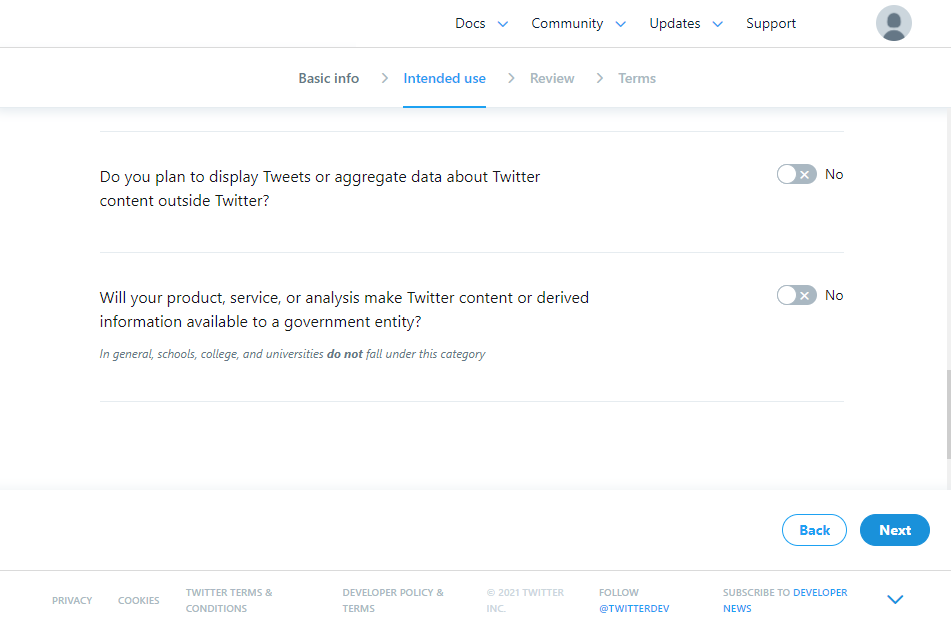 Docs Community Updates Support
Basic info Intended use Review Terms
Do you plan to display Tweets or aggregate data about Twitter
content outside Twitter?
No
Will your product, service, or analysis make Twitter content or derived
information available to a government entity?
No
In general, schools, college, and universities do not fall under this category
Back Next
PRIVACY
COOKIES
TWITTER TERMS &
CONDITIONS
DEVELOPER POLICY &
TERMS
© 2021 TWITTER
INC.
FOLLOW
@TWITTERDEV
SUBSCRIBE TO DEVELOPER
NEWS